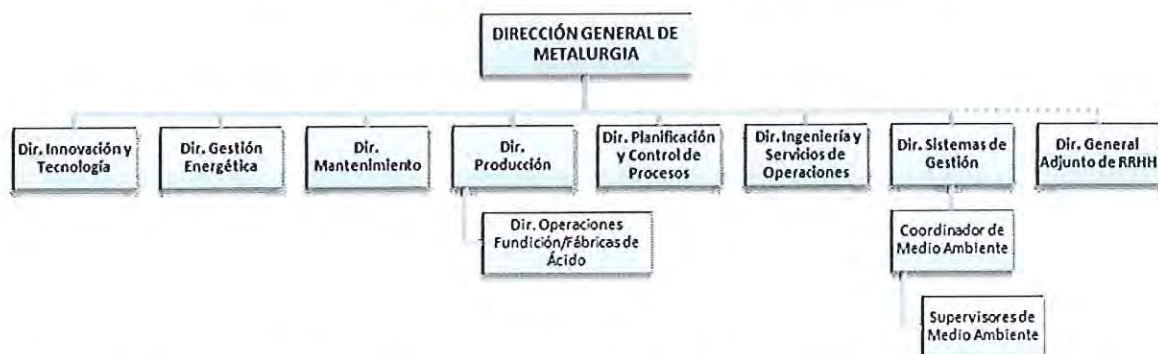 DIRECCIÓN GENERAL DE
METALURGIA
Dir. Innovación y
Tecnología
Dir. Gestión
Energética
Dir.
Mantenimiento
Dir.
Producción
Dir. Planificación
y Control de
Procesos
Dir. Ingeniería y
Servicios de
Operaciones
Dir. Sistemas de
Gestión
Dir. General
Adjunto de RRHH
Dir. Operaciones
Fundición/Fábricas de
Ácido
Coordinador de
Medio Ambiente
Supervisores de
Medio Ambiente